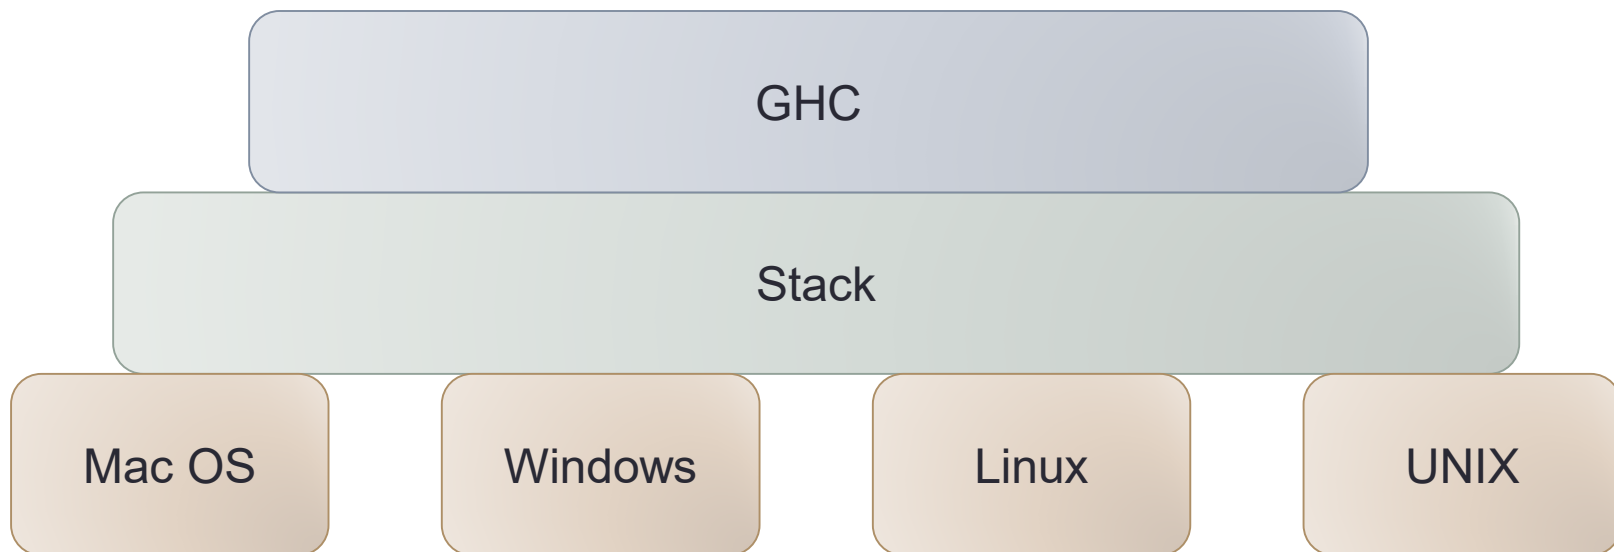 GHC
Stack
Mac OS
Windows
Linux
UNIX